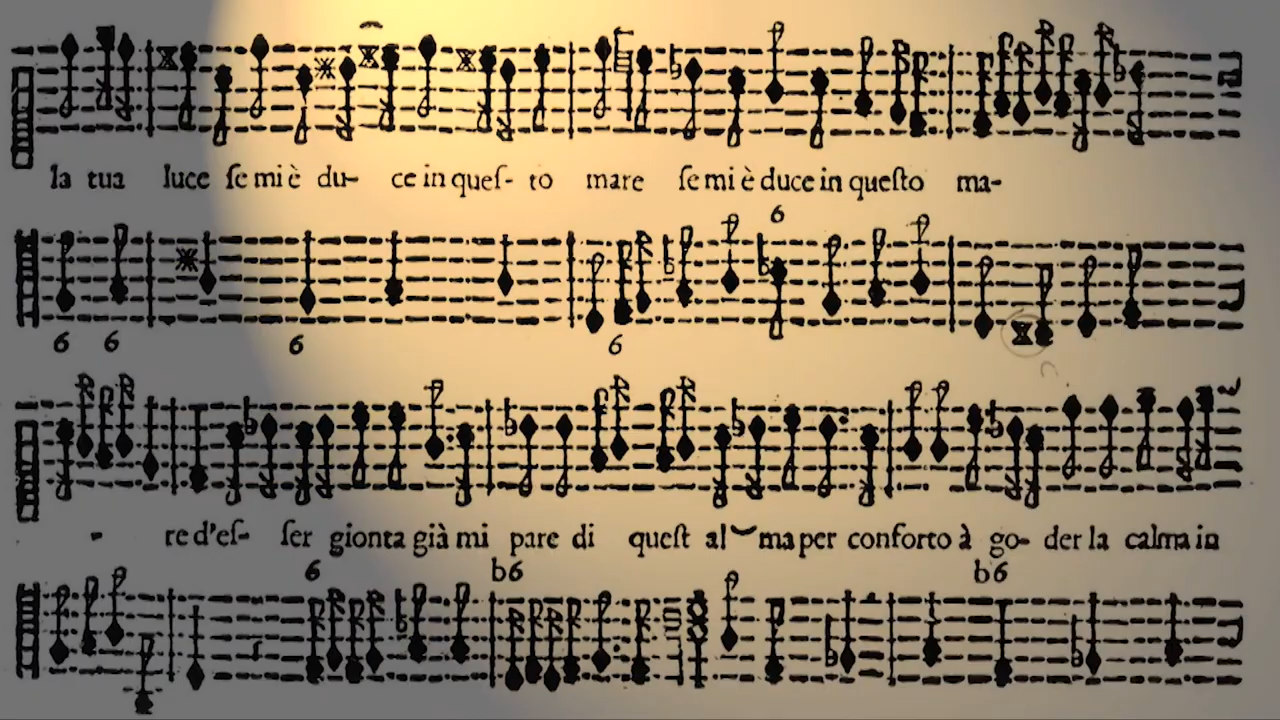 la tua luce ſe mi è du- ce in queſ- to mare ſe mi è duce in queſto ma-
6
6 6 6 6
- re d'eſ- ſer gionta già mi pare di queſt al ma per conforto à go- der la calma in
6 b6 b6